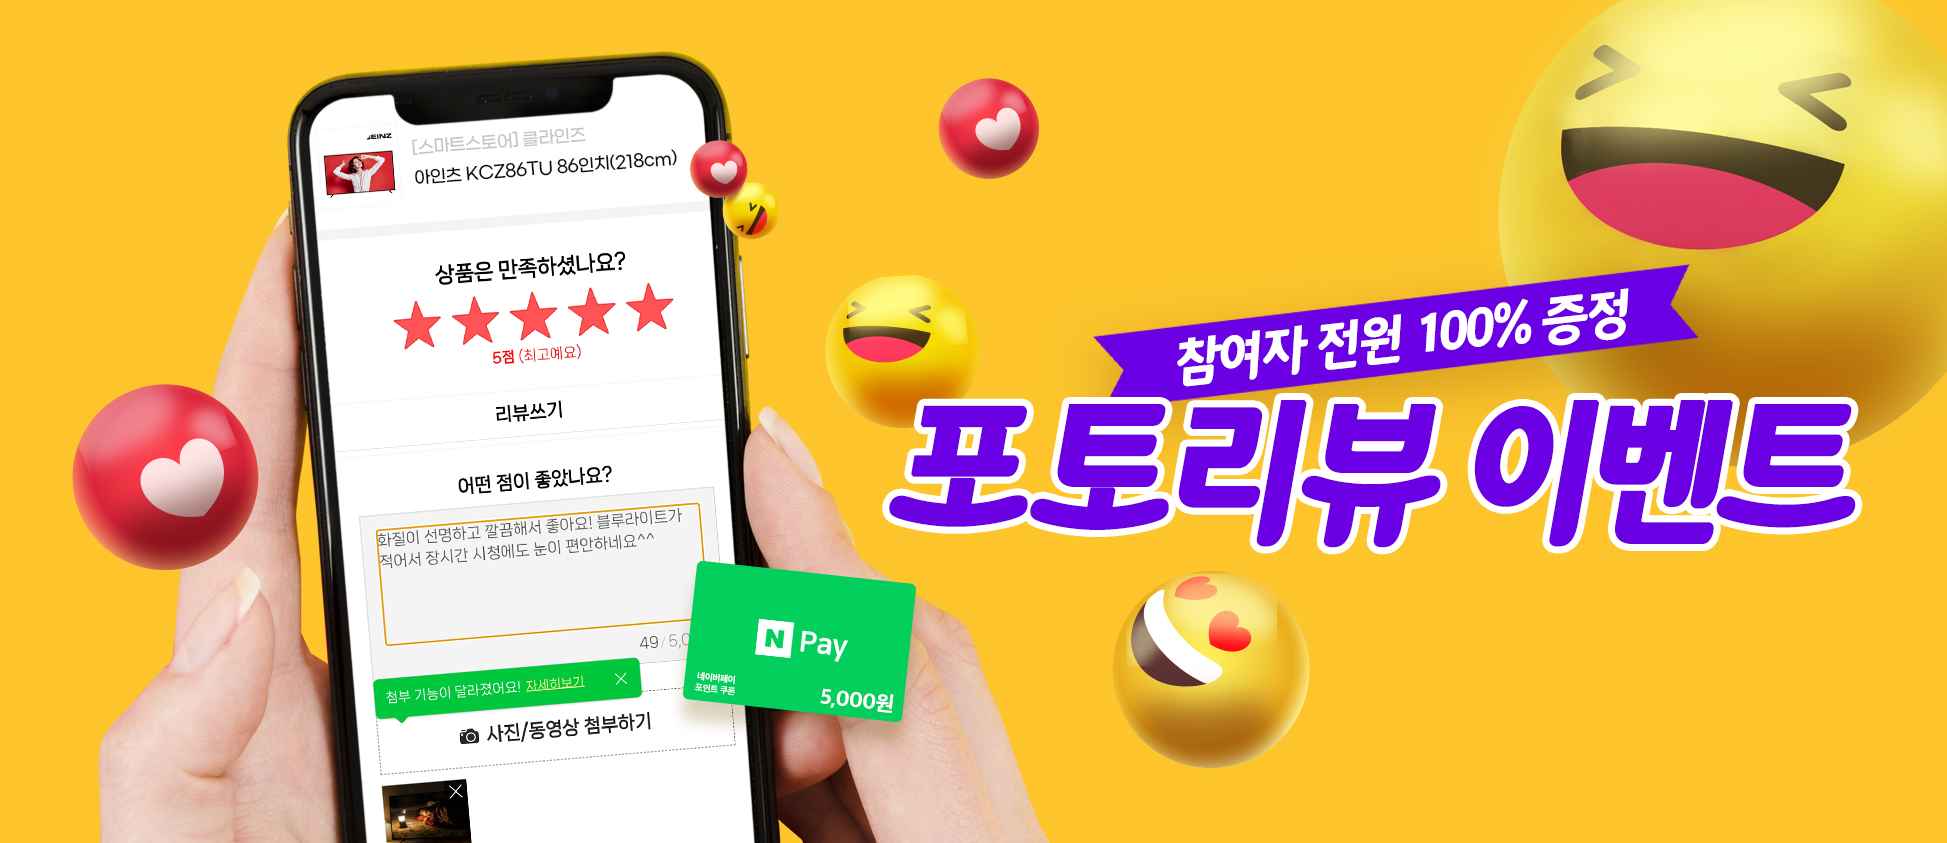 EINZ
[스마트스토어] 클라인즈
아인츠 KCZ86TU 86인치(218cm)
상품은 만족하셨나요?
5점 (최고예요)
리뷰쓰기
어떤 점이 좋았나요?
화질이 선명하고 깔끔해서 좋아요! 블루라이트가
적어서 장시간 시청에도 눈이 편안하네요^^
49 / 5,0
첨부 기능이 달라졌어요! 자세히보기
사진/동영상 첨부하기
N Pay
네이버페이
포인트 쿠폰
5,000원
참여자 전원 100% 증정
포토리뷰 이벤트